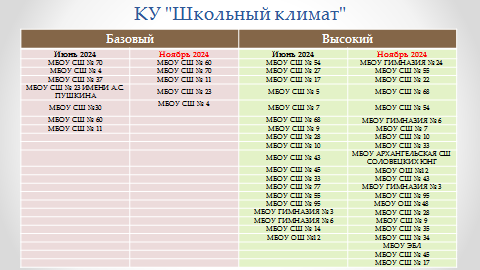 КУ "Школьный климат"
Базовый Высокий
Июнь 2024 Ноябрь 2024 Июнь 2024 Ноябрь 2024
МБОУ СШ № 70 МБОУ СШ № 60 МБОУ СШ № 54 МБОУ ГИМНАЗИЯ № 24
МБОУ СШ № 4 МБОУ СШ № 70 МБОУ СШ № 27 МБОУ СШ № 55
МБОУ СШ № 37 МБОУ СШ № 11 МБОУ СШ № 17 МБОУ СШ № 22
МБОУ СШ № 23 ИМЕНИ А.С.
ПУШКИНА МБОУ СШ № 23 МБОУ СШ № 5 МБОУ СШ № 68
МБОУ СШ №30 МБОУ СШ № 4 МБОУ СШ № 7 МБОУ СШ № 54
МБОУ СШ № 60 МБОУ СШ № 68 МБОУ ГИМНАЗИЯ № 6
МБОУ СШ № 11 МБОУ СШ № 9 МБОУ СШ № 7
МБОУ СШ № 28 МБОУ СШ № 10
МБОУ СШ № 10 МБОУ СШ № 33
МБОУ СШ № 43 МБОУ АРХАНГЕЛЬСКАЯ СШ
СОЛОВЕЦКИХ ЮНГ
МБОУ СШ № 45 МБОУ ОШ №12
МБОУ СШ № 33 МБОУ СШ № 43
МБОУ СШ № 77 МБОУ ГИМНАЗИЯ № 3
МБОУ СШ № 55 МБОУ СШ № 95
МБОУ СШ № 95 МБОУ ОШ № 48
МБОУ ГИМНАЗИЯ № 3 МБОУ СШ № 28
МБОУ ГИМНАЗИЯ № 6 МБОУ СШ № 9
МБОУ СШ № 14 МБОУ СШ № 35
МБОУ ОШ №12 МБОУ СШ № 34
МБОУ ЭБЛ
МБОУ СШ № 45
МБОУ СШ № 17